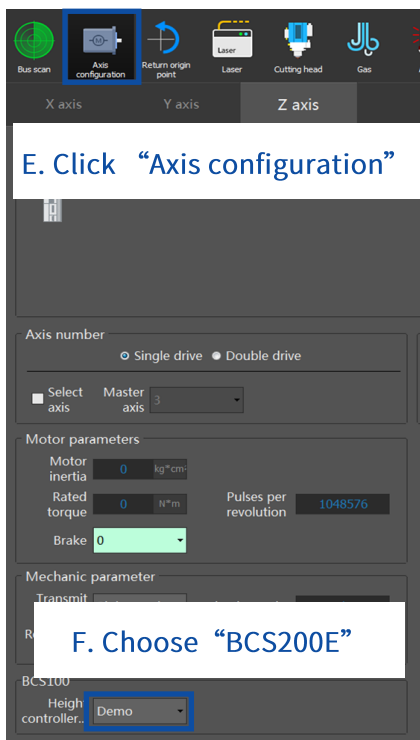 Bus scan
Axis
configuration
Return origin
point
Laser
Laser
Cutting head
Gas
X axis Y axis Z axis
E. Click “Axis configuration”
Axis number
Single drive Double drive
Select
axis
Master
axis
3
Motor parameters
Motor
inertia
0 kg*cm²
Rated
torque
0 N*m
Pulses per
revolution
1048576
Brake 0
Mechanic parameter
Transmit
F. Choose “BCS200E”
BCS100
Height
controller..
Demo